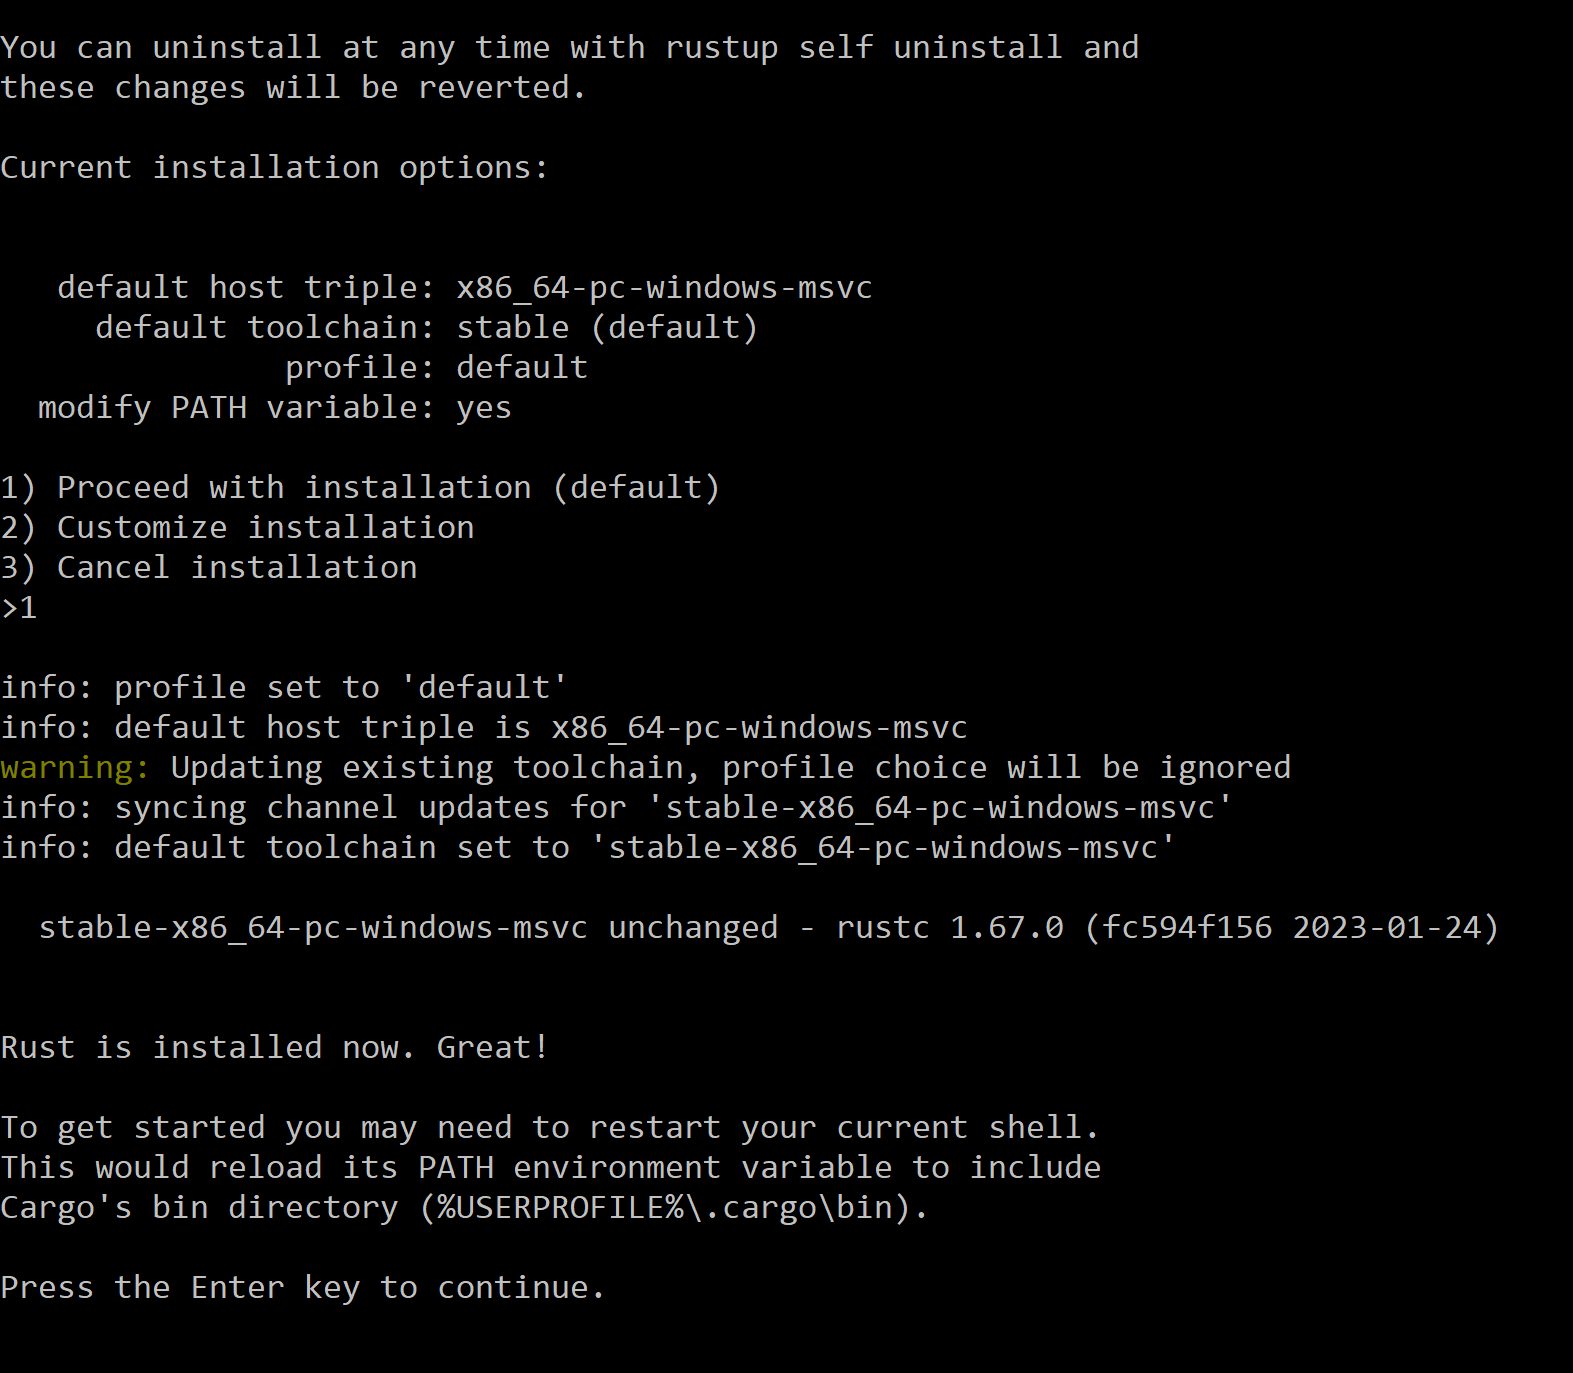 You can uninstall at any time with rustup self uninstall and
these changes will be reverted.
Current installation options:
default host triple: x86_64-pc-windows-msvc
default toolchain: stable (default)
profile: default
modify PATH variable: yes
1) Proceed with installation (default)
2) Customize installation
3) Cancel installation
>1
info: profile set to 'default'
info: default host triple is x86_64-pc-windows-msvc
warning: Updating existing toolchain, profile choice will be ignored
info: syncing channel updates for 'stable-x86_64-pc-windows-msvc'
info: default toolchain set to 'stable-x86_64-pc-windows-msvc'
stable-x86_64-pc-windows-msvc unchanged - rustc 1.67.0 (fc594f156 2023-01-24)
Rust is installed now. Great!
To get started you may need to restart your current shell.
This would reload its PATH environment variable to include
Cargo's bin directory (%USERPROFILE%\.cargo\bin).
Press the Enter key to continue.